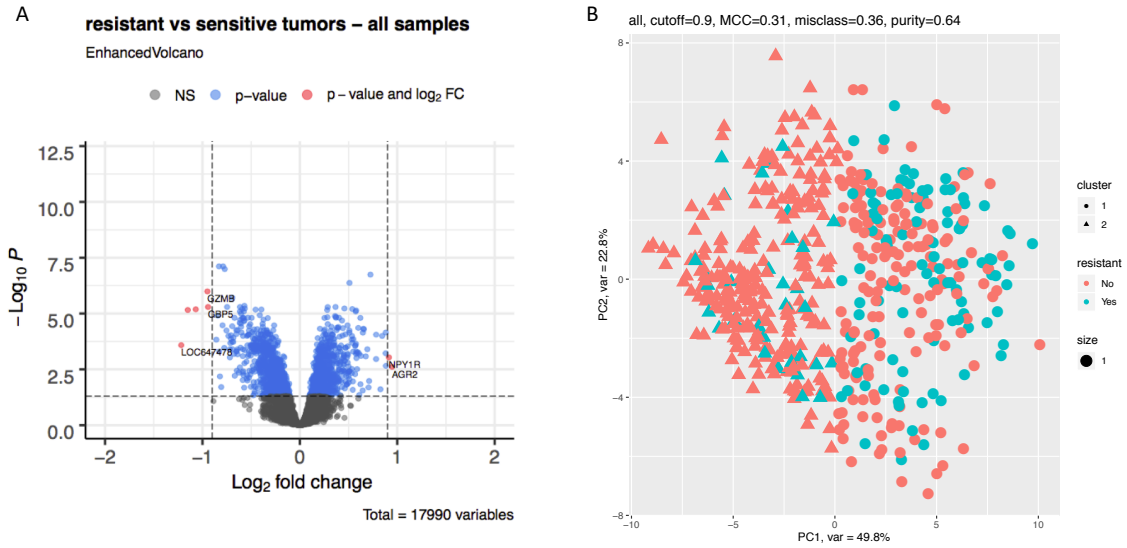 A
resistant vs sensitive tumors – all samples
EnhancedVolcano
NS
p-value
p – value and log2 FC
12.5
10.0
7.5
5.0
2.5
0.0
– Log10 P
GZMB
GBP5
LOC647478
NPY1R
AGR2
-2
-1
0
1
2
Log2 fold change
Total = 17990 variables
B
all, cutoff=0.9, MCC=0.31, misclass=0.36, purity=0.64
8
4
0
-4
-8
PC2, var = 22.8%
-10
-5
0
5
10
PC1, var = 49.8%
cluster
1
2
resistant
No
Yes
size
1